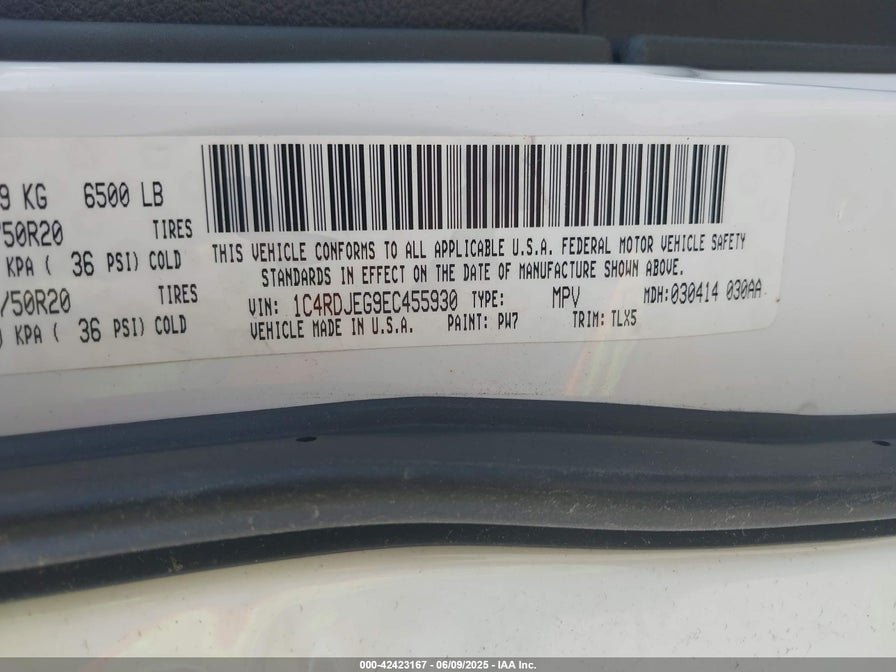 9 KG 6500 LB
/50R20 TIRES
KPA ( 36 PSI) COLD
/50R20 TIRES
) KPA ( 36 PSI) COLD
THIS VEHICLE CONFORMS TO ALL APPLICABLE U.S.A. FEDERAL MOTOR VEHICLE SAFETY
STANDARDS IN EFFECT ON THE DATE OF MANUFACTURE SHOWN ABOVE.
VIN: 1C4RDJEG9EC455930 TYPE: MPV MDH:030414 030AA
VEHICLE MADE IN U.S.A. PAINT: PW7 TRIM: TLX5
000-42423167 - 06/09/2025 - IAA Inc.